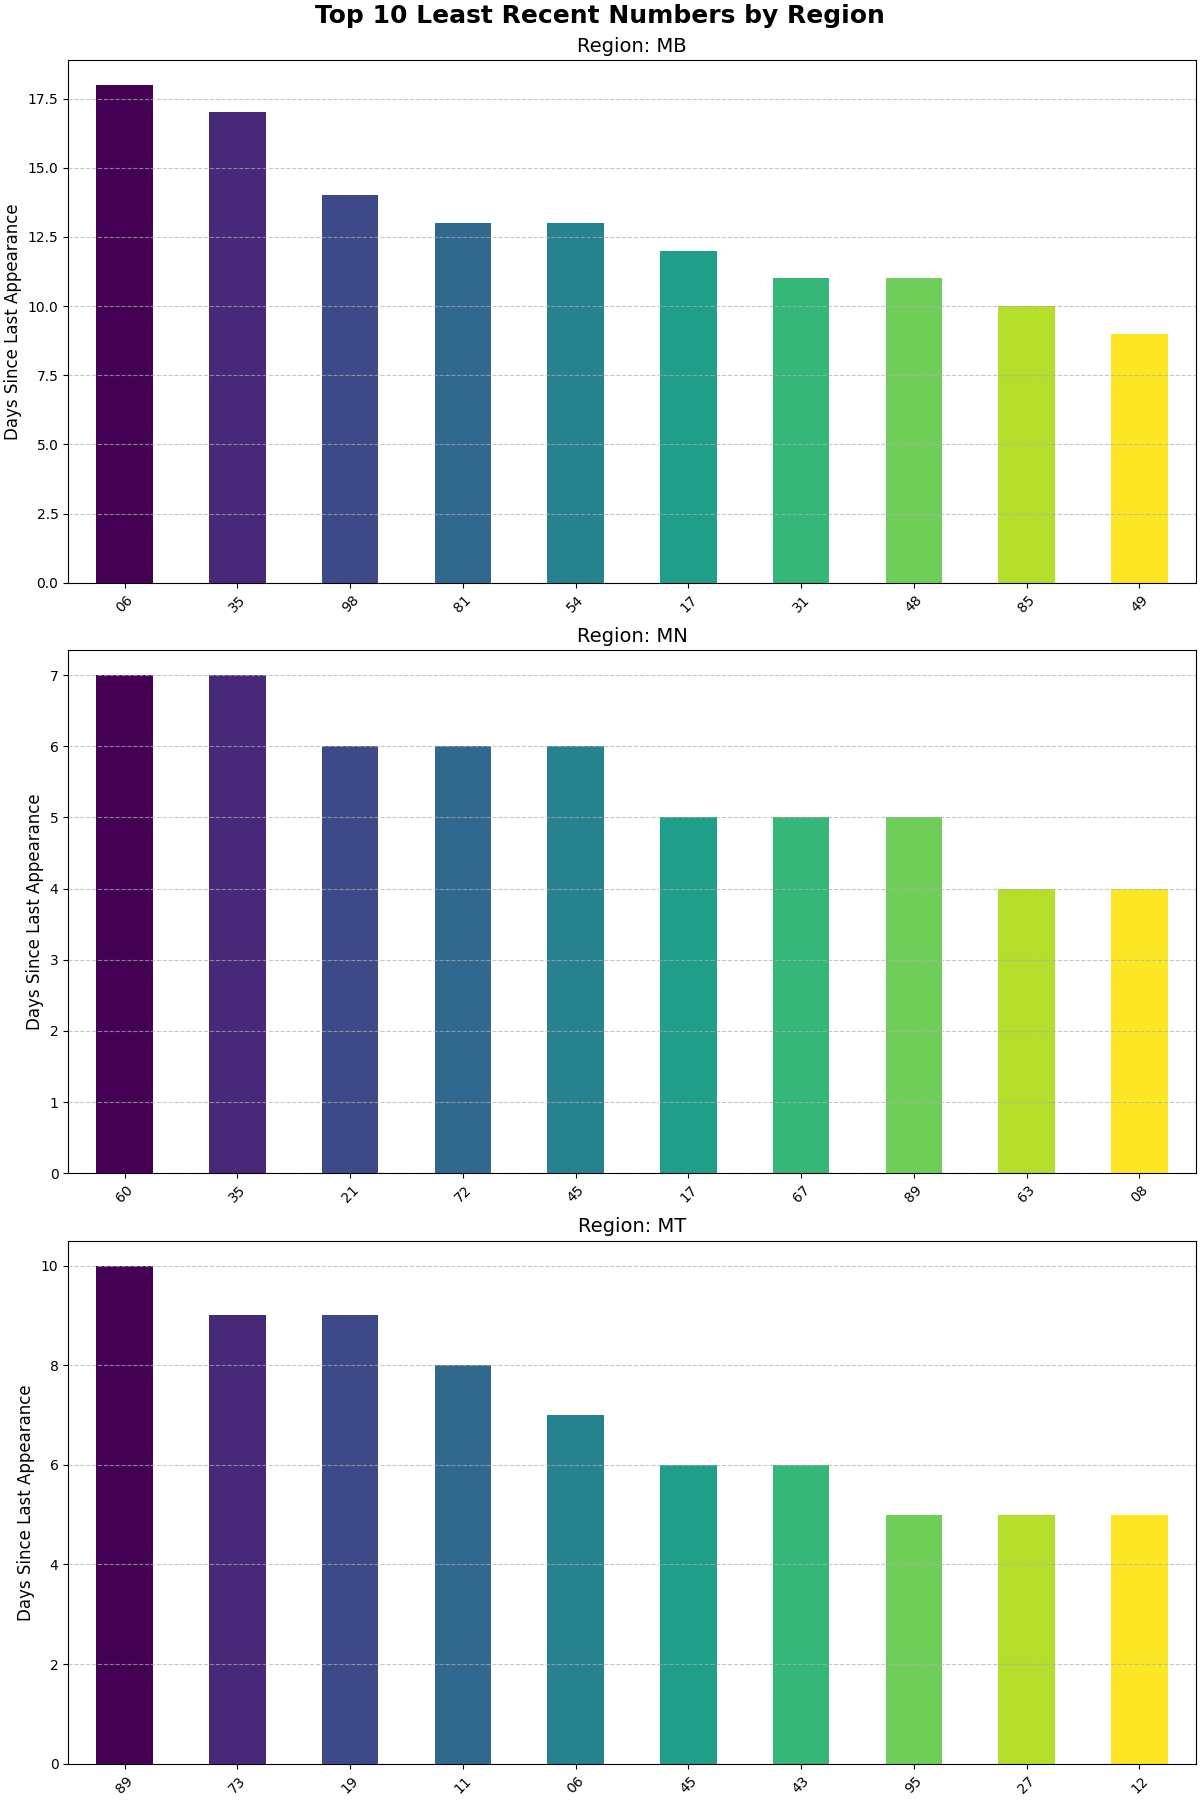 Top 10 Least Recent Numbers by Region
Region: MB
Days Since Last Appearance
17.5
15.0
12.5
10.0
7.5
5.0
2.5
0.0
06 35 98 81 54 17 31 48 85 49
Region: MN
Days Since Last Appearance
7
6
5
4
3
2
1
0
60 35 21 72 45 17 67 89 63 08
Region: MT
Days Since Last Appearance
10
8
6
4
2
0
89 73 19 11 06 45 43 95 27 12